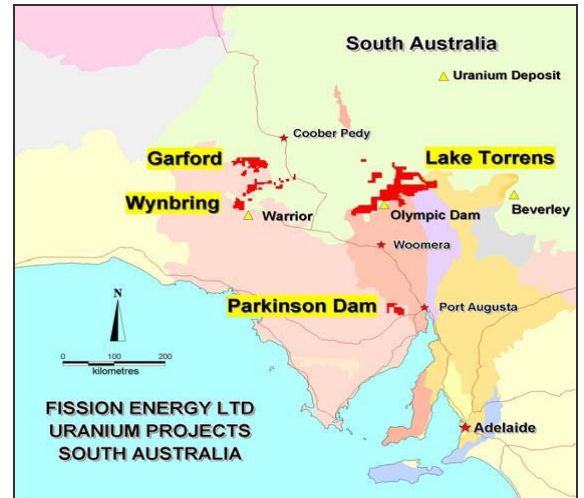 South Australia
Uranium Deposit
Coober Pedy
Garford
Lake Torrens
Wynbring
Warrior
Olympic Dam
Beverley
Woomera
Parkinson Dam
Port Augusta
N
0 100 200
kilometres
FISSION ENERGY LTD
URANIUM PROJECTS
SOUTH AUSTRALIA
Adelaide